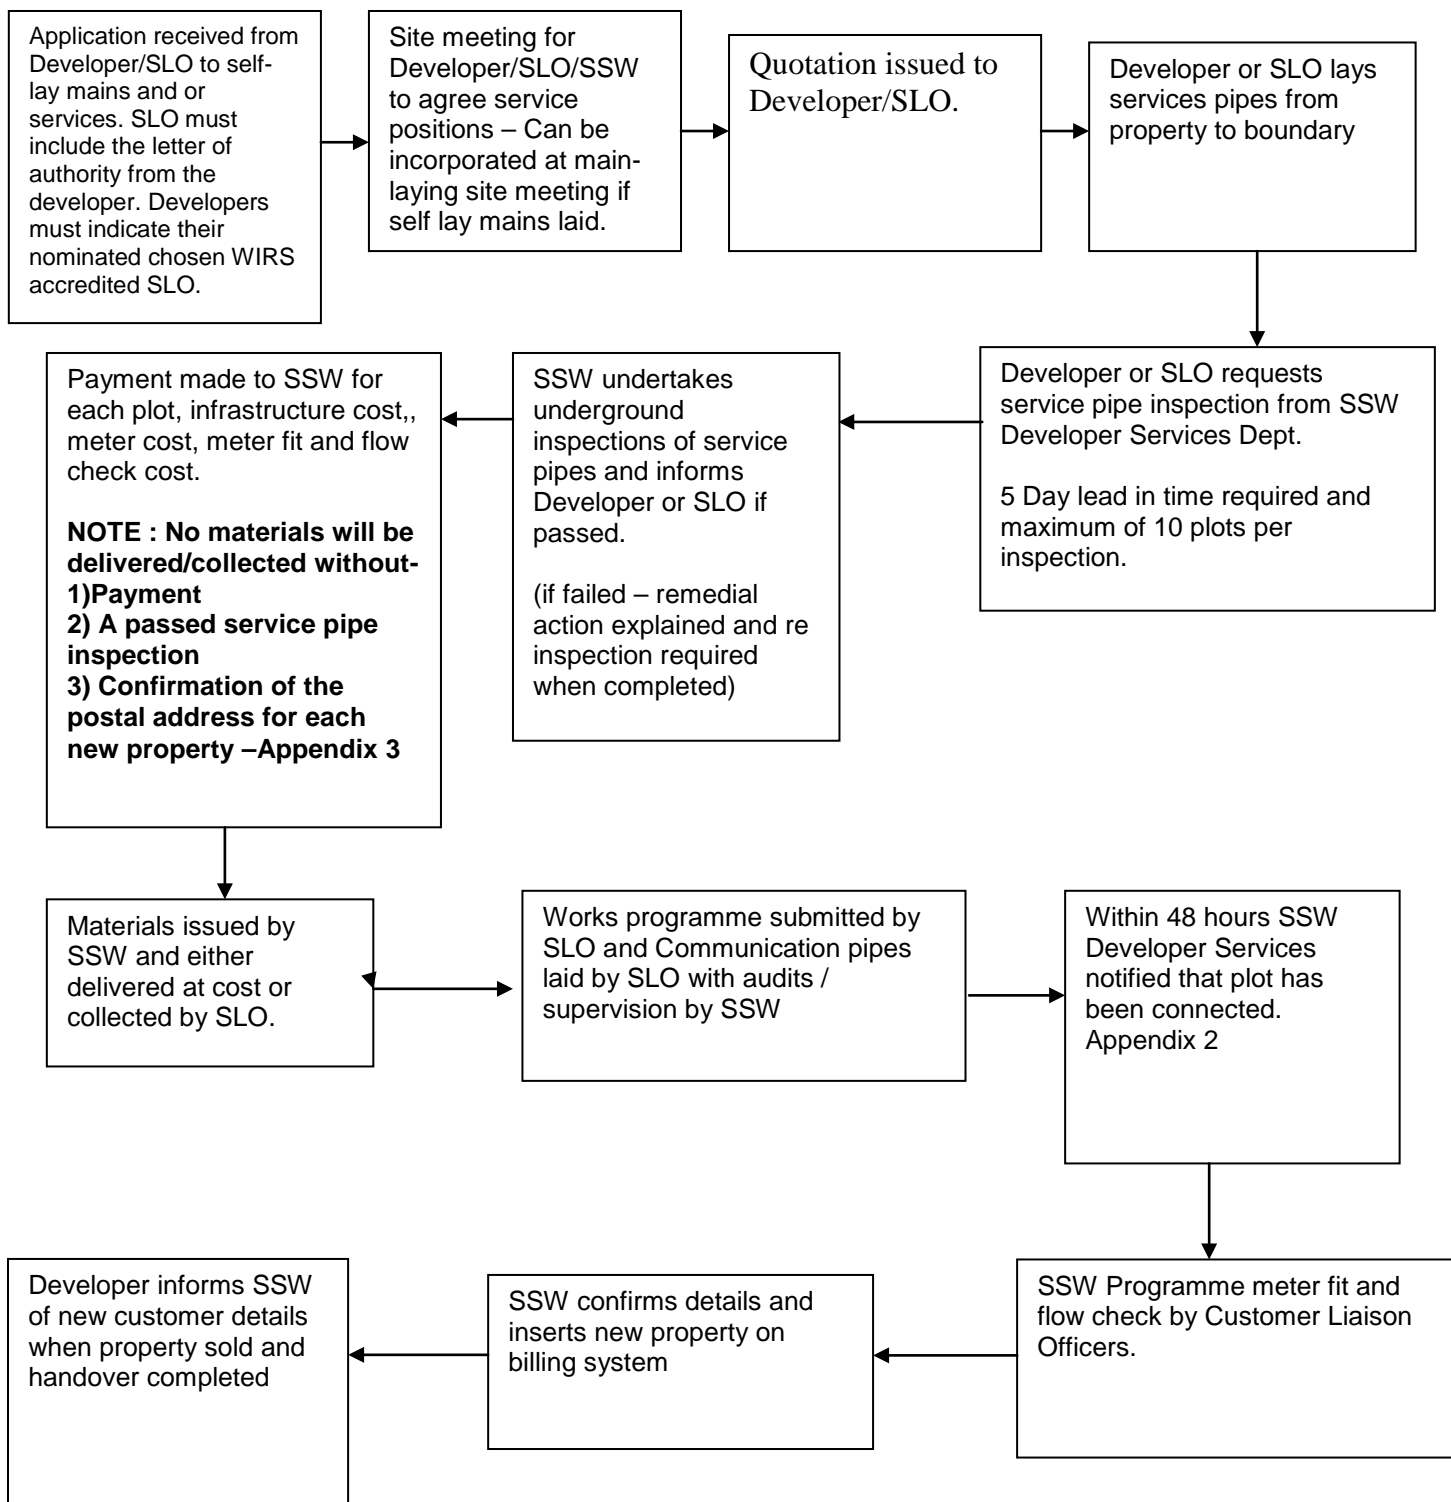 Application received from
Developer/SLO to self-
lay mains and or
services. SLO must
include the letter of
authority from the
developer. Developers
must indicate their
nominated chosen WIRS
accredited SLO.
Site meeting for
Developer/SLO/SSW
to agree service
positions – Can be
incorporated at main-
laying site meeting if
self lay mains laid.
Quotation issued to
Developer/SLO.
Developer or SLO lays
services pipes from
property to boundary
Developer or SLO requests
service pipe inspection from SSW
Developer Services Dept.
5 Day lead in time required and
maximum of 10 plots per
inspection.
SSW undertakes
underground
inspections of service
pipes and informs
Developer or SLO if
passed.
(if failed – remedial
action explained and re
inspection required
when completed)
Payment made to SSW for
each plot, infrastructure cost,,
meter cost, meter fit and flow
check cost.
NOTE : No materials will be
delivered/collected without-
1)Payment
2) A passed service pipe
inspection
3) Confirmation of the
postal address for each
new property –Appendix 3
Materials issued by
SSW and either
delivered at cost or
collected by SLO.
Works programme submitted by
SLO and Communication pipes
laid by SLO with audits /
supervision by SSW
Within 48 hours SSW
Developer Services
notified that plot has
been connected.
Appendix 2
SSW Programme meter fit and
flow check by Customer Liaison
Officers.
SSW confirms details and
inserts new property on
billing system
Developer informs SSW
of new customer details
when property sold and
handover completed